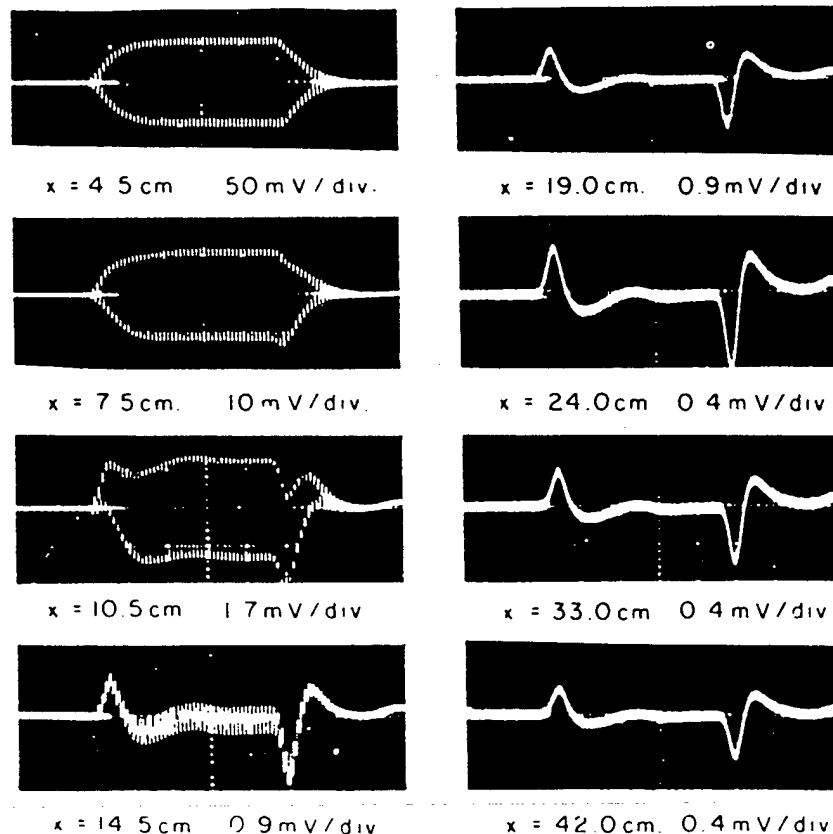 x = 4 5 cm 50 mV/div.
x = 19.0 cm. 0.9 mV/div
x = 7 5 cm. 10 mV/div.
x = 24.0 cm 0 4 mV/div
x = 10.5 cm 1 7 mV/div
x = 33.0 cm 0 4 mV/div
x = 14 5 cm 0 9 mV/div
x = 42.0 cm. 0.4 mV/div